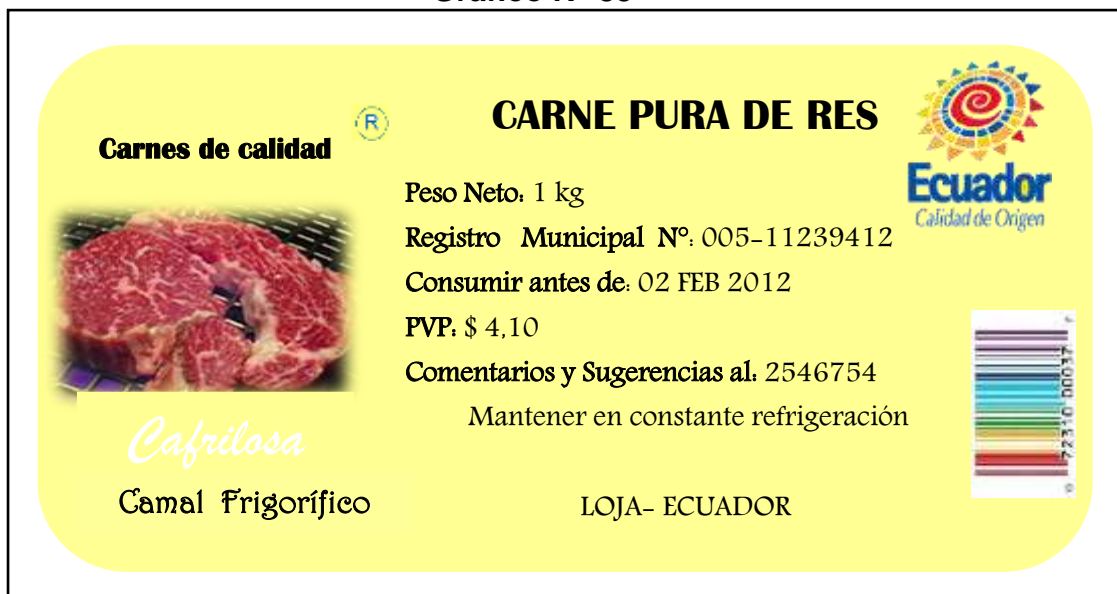 Carnes de calidad
®
CARNE PURA DE RES
Ecuador
Calidad de Origen
Peso Neto: 1 kg
Registro Municipal N°: 005-11239412
Consumir antes de: 02 FEB 2012
PVP: $ 4,10
Comentarios y Sugerencias al: 2546754
Mantener en constante refrigeración
72310 00037
Cafrilosa
Camal Frigorífico
LOJA- ECUADOR